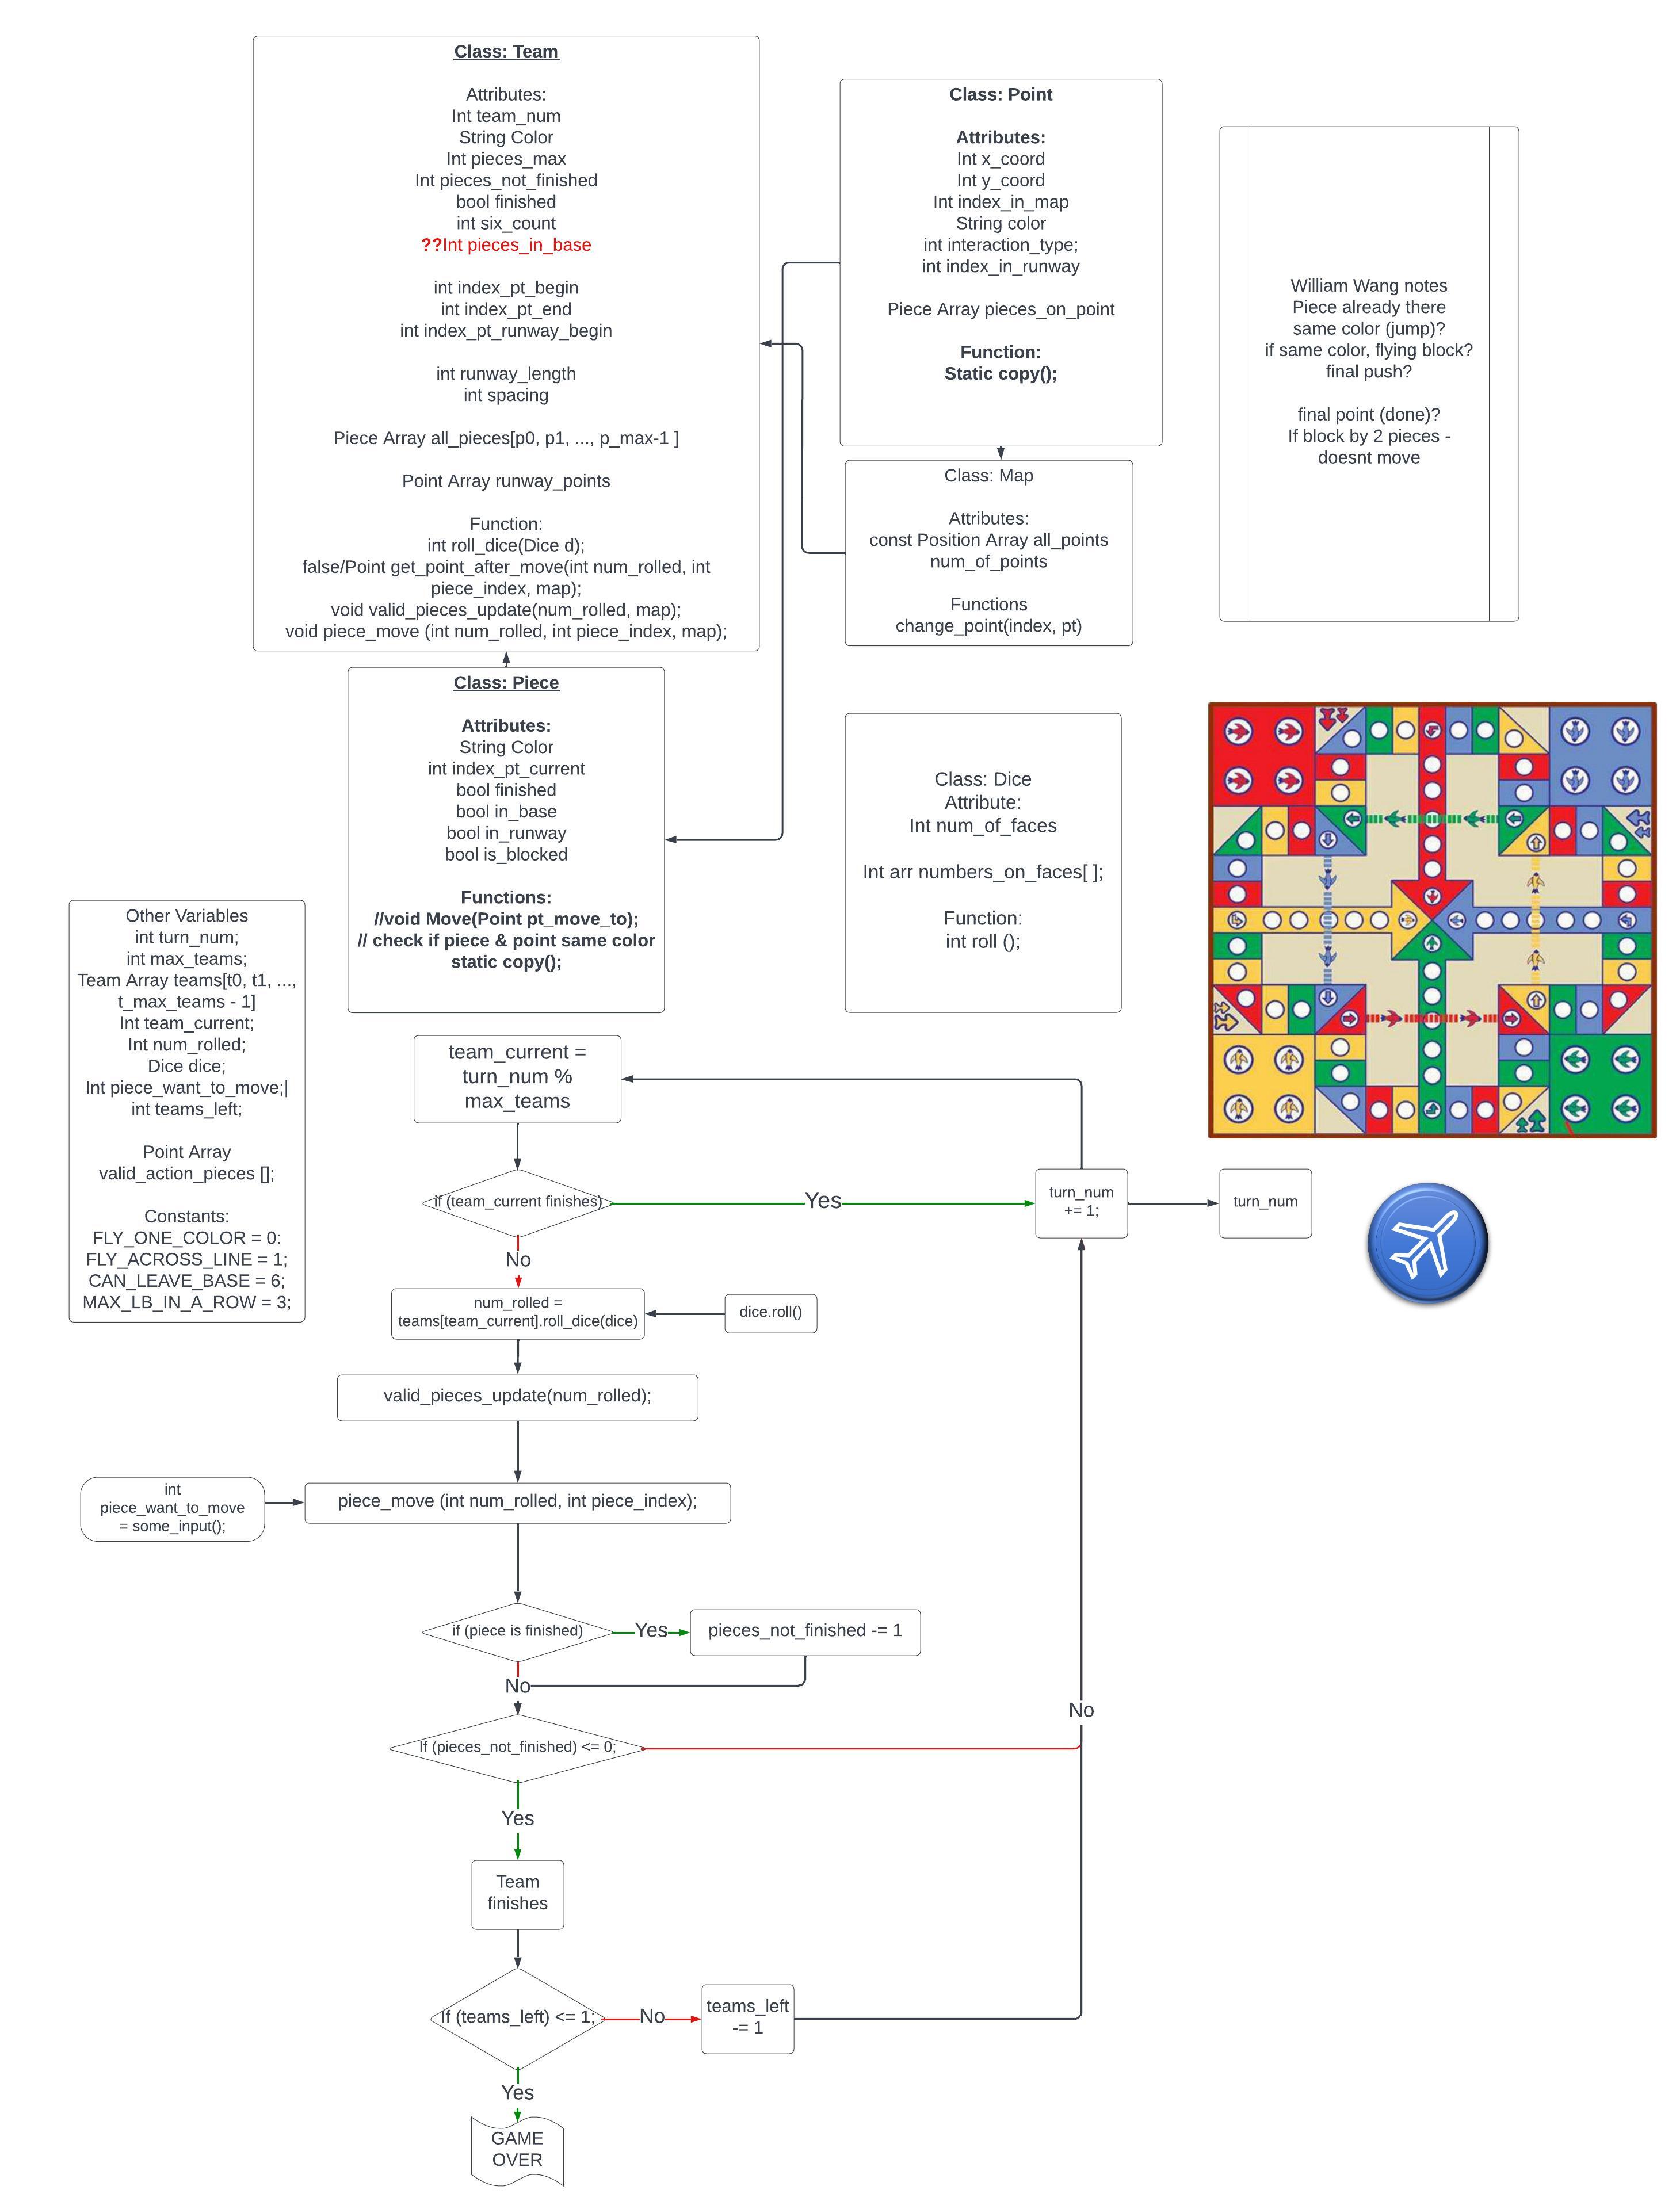 Class: Team
Attributes:
Int team_num
String Color
Int pieces_max
Int pieces_not_finished
bool finished
int six_count
??Int pieces_in_base
int index_pt_begin
int index_pt_end
int index_pt_runway_begin
int runway_length
int spacing
Piece Array all_pieces[p0, p1, ..., p_max-1 ]
Point Array runway_points
Function:
int roll_dice(Dice d);
false/Point get_point_after_move(int num_rolled, int
piece_index, map);
void valid_pieces_update(num_rolled, map);
void piece_move (int num_rolled, int piece_index, map);
Class: Point
Attributes:
Int x_coord
Int y_coord
Int index_in_map
String color
int interaction_type;
int index_in_runway
Piece Array pieces_on_point
Function:
Static copy();
William Wang notes
Piece already there
same color (jump)?
if same color, flying block?
final push?
final point (done)?
If block by 2 pieces -
doesnt move
Class: Map
Attributes:
const Position Array all_points
num_of_points
Functions
change_point(index, pt)
Class: Piece
Attributes:
String Color
int index_pt_current
bool finished
bool in_base
bool in_runway
bool is_blocked
Functions:
//void Move(Point pt_move_to);
// check if piece & point same color
static copy();
Class: Dice
Attribute:
Int num_of_faces
Int arr numbers_on_faces[ ];
Function:
int roll ();
Other Variables
int turn_num;
int max_teams;
Team Array teams[t0, t1, ...,
t_max_teams - 1]
Int team_current;
Int num_rolled;
Dice dice;
Int piece_want_to_move;|
int teams_left;
Point Array
valid_action_pieces [];
Constants:
FLY_ONE_COLOR = 0:
FLY_ACROSS_LINE = 1;
CAN_LEAVE_BASE = 6;
MAX_LB_IN_A_ROW = 3;
team_current =
turn_num %
max_teams
if (team_current finishes)
Yes
turn_num
+= 1;
turn_num
No
num_rolled =
teams[team_current].roll_dice(dice)
dice.roll()
valid_pieces_update(num_rolled);
int
piece_want_to_move
= some_input();
piece_move (int num_rolled, int piece_index);
if (piece is finished)
Yes
pieces_not_finished -= 1
No
No
If (pieces_not_finished) <= 0;
Yes
Team
finishes
If (teams_left) <= 1;
No
teams_left
-= 1
Yes
GAME
OVER